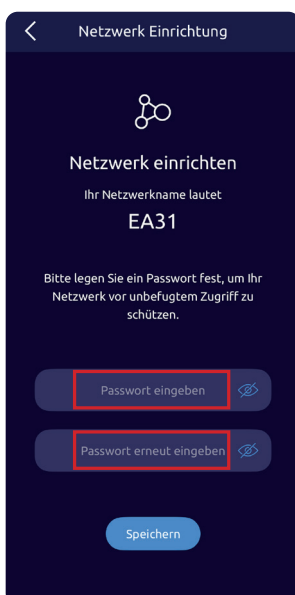 Netzwerk Einrichtung
Netzwerk einrichten
Ihr Netzwerkname lautet
EA31
Bitte legen Sie ein Passwort fest, um Ihr
Netzwerk vor unbefugtem Zugriff zu
schützen.
Passwort eingeben
Passwort erneut eingeben
Speichern